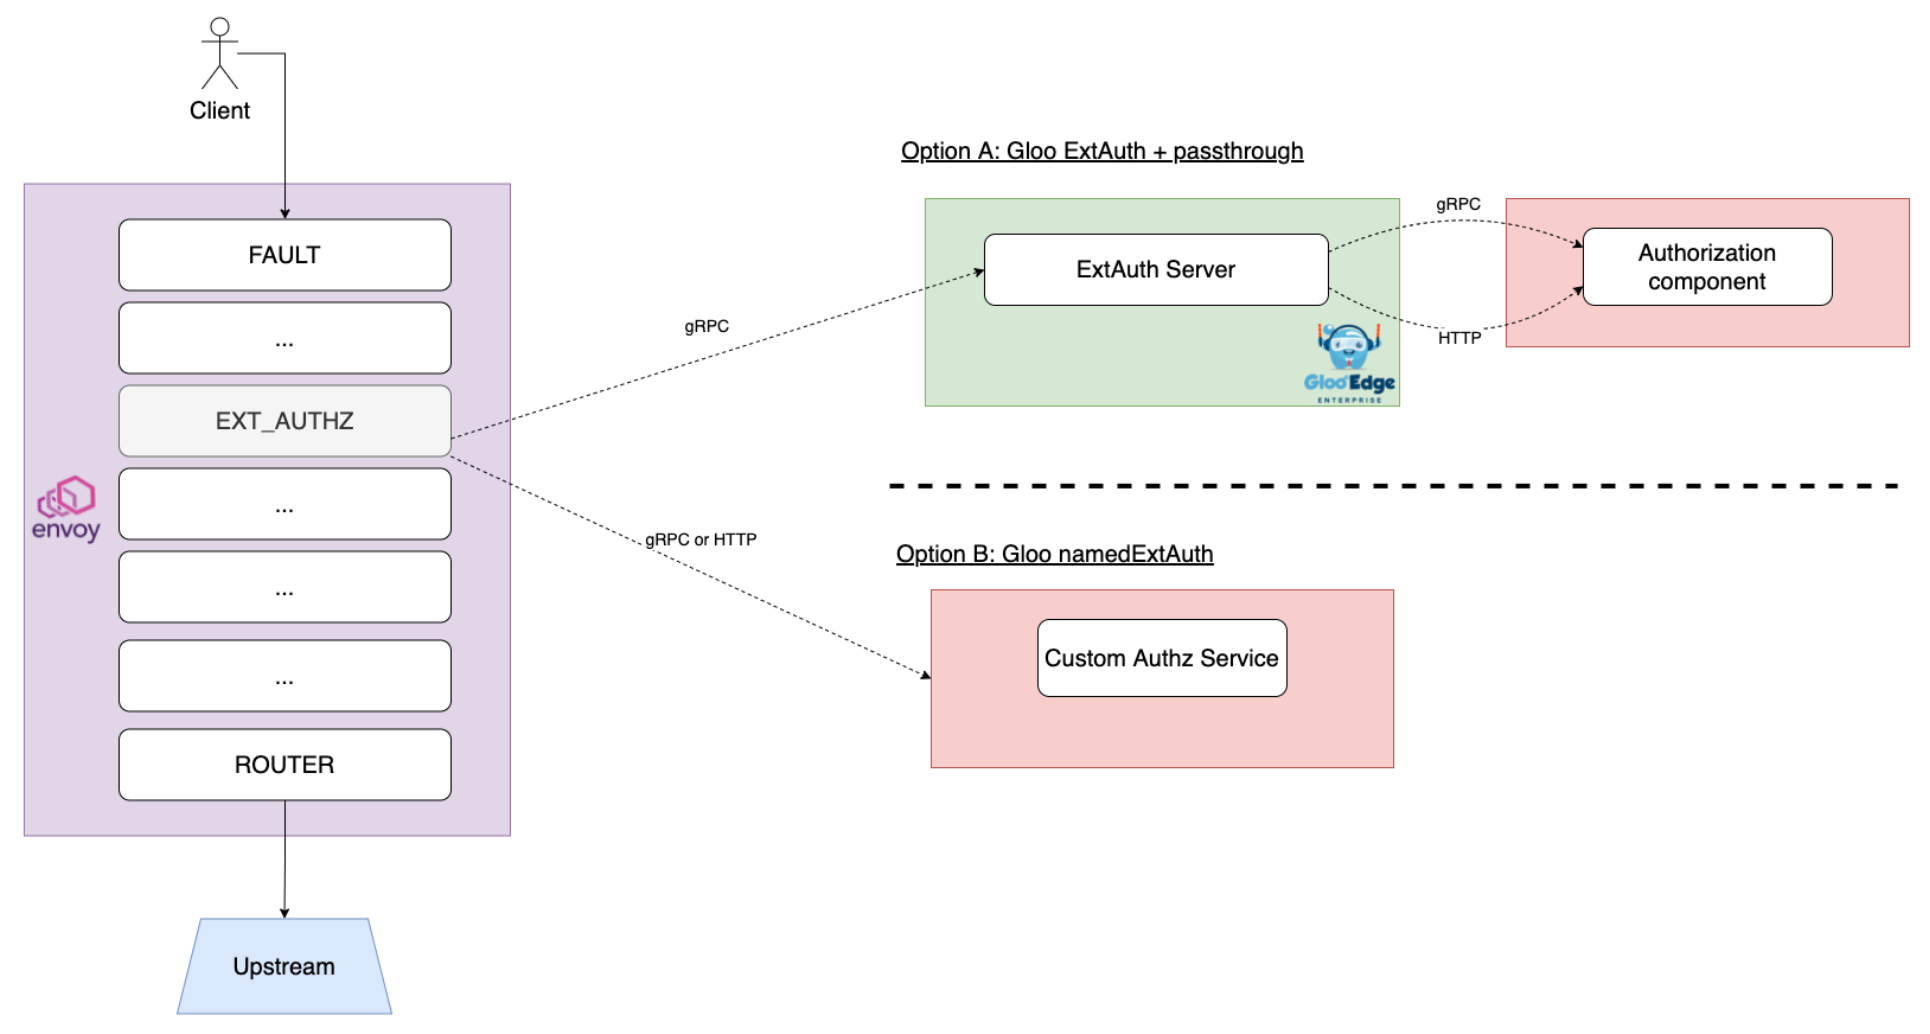 Client
FAULT
...
EXT_AUTHZ
...
...
...
ROUTER
envoy
Upstream
gRPC
gRPC or HTTP
Option A: Gloo ExtAuth + passthrough
ExtAuth Server
Gloo Edge
ENTERPRISE
gRPC
HTTP
Authorization
component
Option B: Gloo namedExtAuth
Custom Authz Service